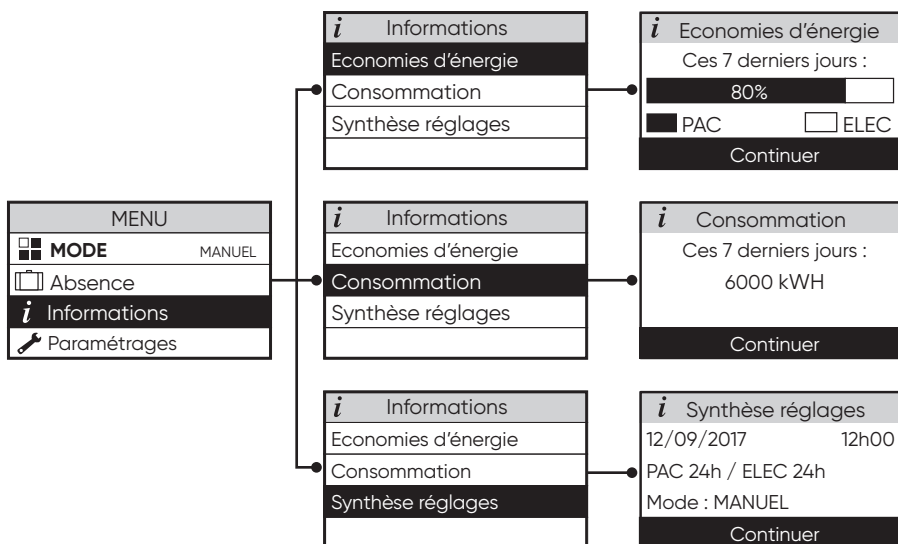 MENU
MODE MANUEL
Absence
i Informations
Paramétrages
i Informations
Economies d'énergie
Consommation
Synthèse réglages
i Economies d'énergie
Ces 7 derniers jours :
80%
PAC ELEC
Continuer
i Informations
Economies d'énergie
Consommation
Synthèse réglages
i Consommation
Ces 7 derniers jours :
6000 kWH
Continuer
i Informations
Economies d'énergie
Consommation
Synthèse réglages
i Synthèse réglages
12/09/2017 12h00
PAC 24h / ELEC 24h
Mode : MANUEL
Continuer